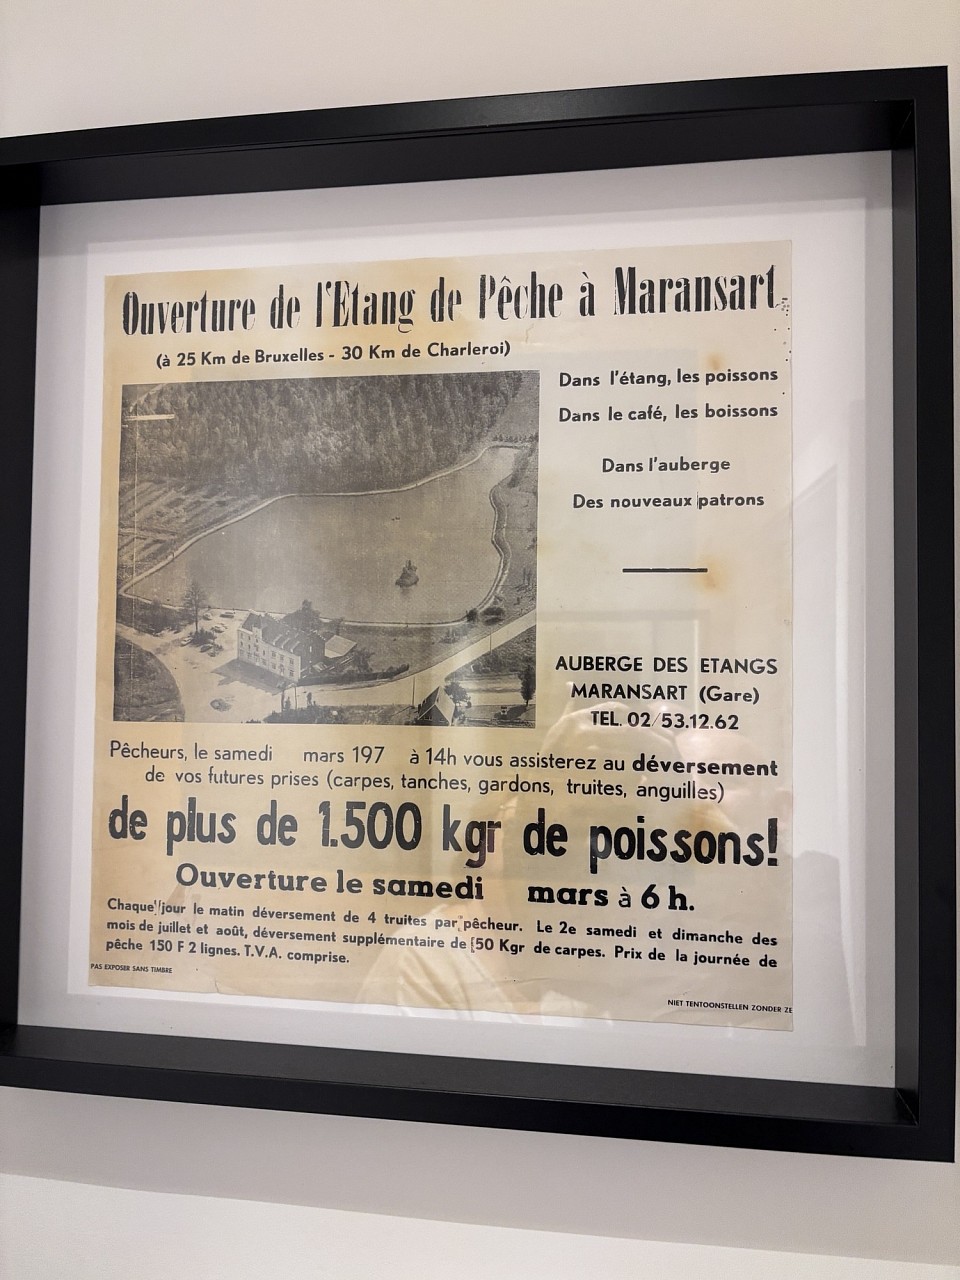 Ouverture de l'Etang de Pêche à Maransart
(à 25 Km de Bruxelles - 30 Km de Charleroi)
Dans l'étang, les poissons
Dans le café, les boissons
Dans l'auberge
Des nouveaux patrons
AUBERGE DES ETANGS
MARANSART (Gare)
TEL. 02/53.12.62
Pêcheurs, le samedi mars 197 à 14h vous assisterez au déversement
de vos futures prises (carpes, tanches, gardons, truites, anguilles)
de plus de 1.500 kgr de poissons!
Ouverture le samedi mars à 6 h.
Chaque jour le matin déversement de 4 truites par pêcheur. Le 2e samedi et dimanche des
mois de juillet et août, déversement supplémentaire de 50 Kgr de carpes. Prix de la journée de
pêche 150 F 2 lignes. T.V.A. comprise.
PAS EXPOSER SANS TIMBRE
NIET TENTOONSTELLEN ZONDER ZE